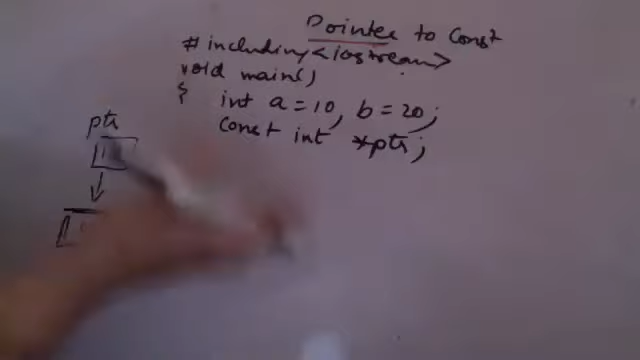 Pointer to Const
# including <iostream>
void main()
{ int a = 10, b = 20;
const int *ptr;
ptr